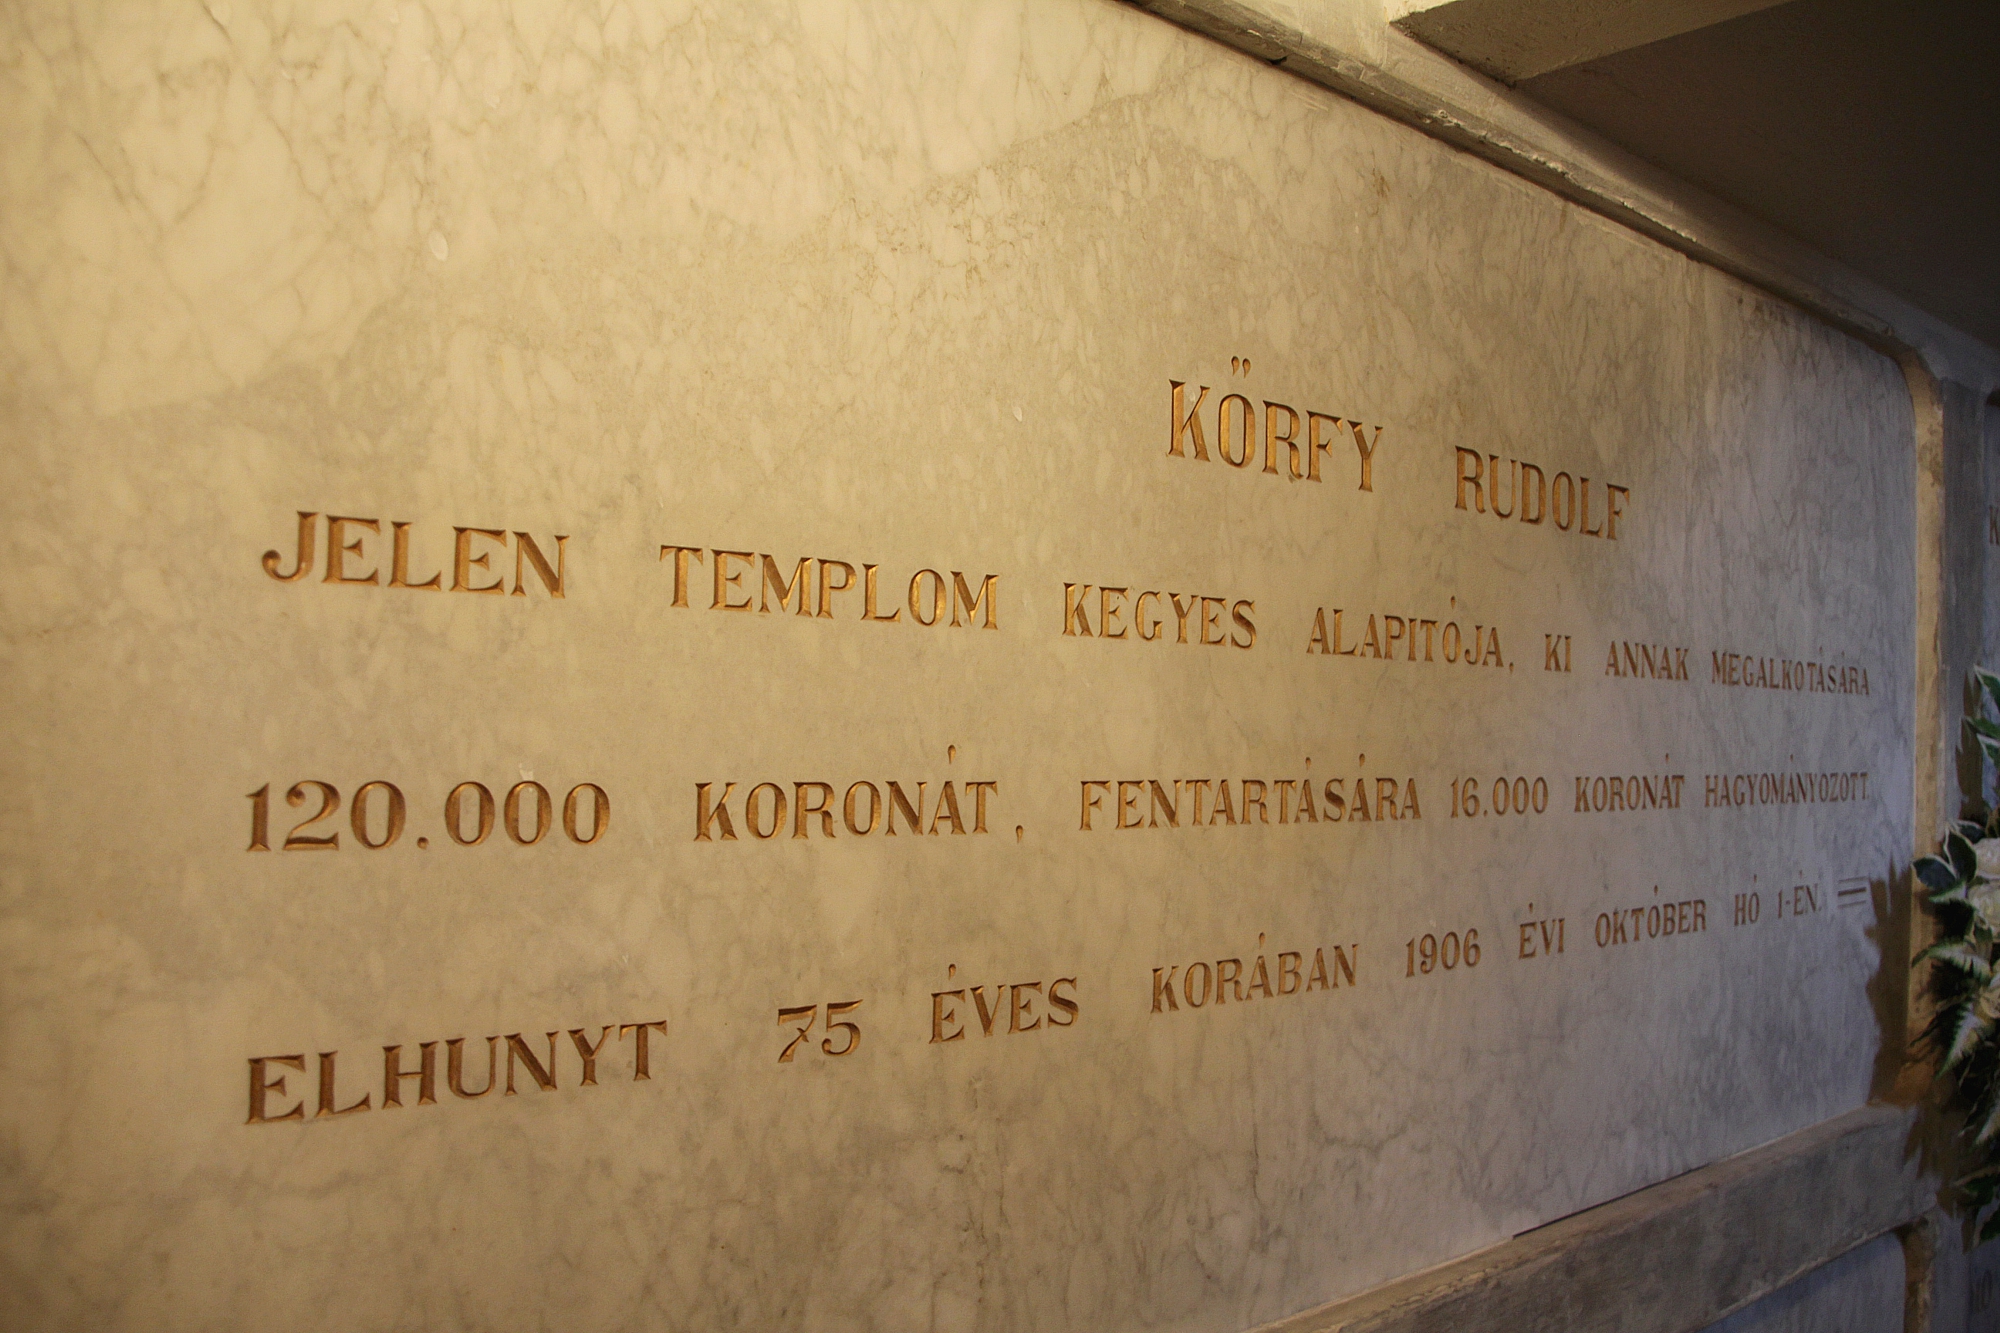 KŐRFY RUDOLF
JELEN TEMPLOM KEGYES ALAPITÓJA, KI ANNAK MEGALKOTÁSÁRA
120.000 KORONÁT, FENTARTÁSÁRA 16.000 KORONÁT HAGYOMÁNYOZOTT.
ELHUNYT 75 ÉVES KORÁBAN 1906 ÉVI OKTÓBER HÓ 1-ÉN. =